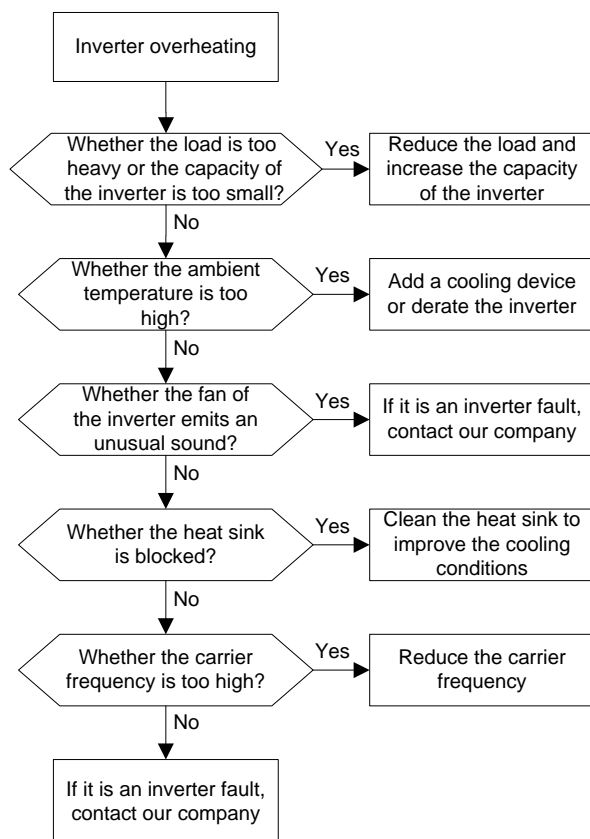 Inverter overheating
Whether the load is too
heavy or the capacity of
the inverter is too small?
Yes
Reduce the load and
increase the capacity
of the inverter
No
Whether the ambient
temperature is too
high?
Yes
Add a cooling device
or derate the inverter
No
Whether the fan of
the inverter emits an
unusual sound?
Yes
If it is an inverter fault,
contact our company
No
Whether the heat sink
is blocked?
Yes
Clean the heat sink to
improve the cooling
conditions
No
Whether the carrier
frequency is too high?
Yes
Reduce the carrier
frequency
No
If it is an inverter fault,
contact our company